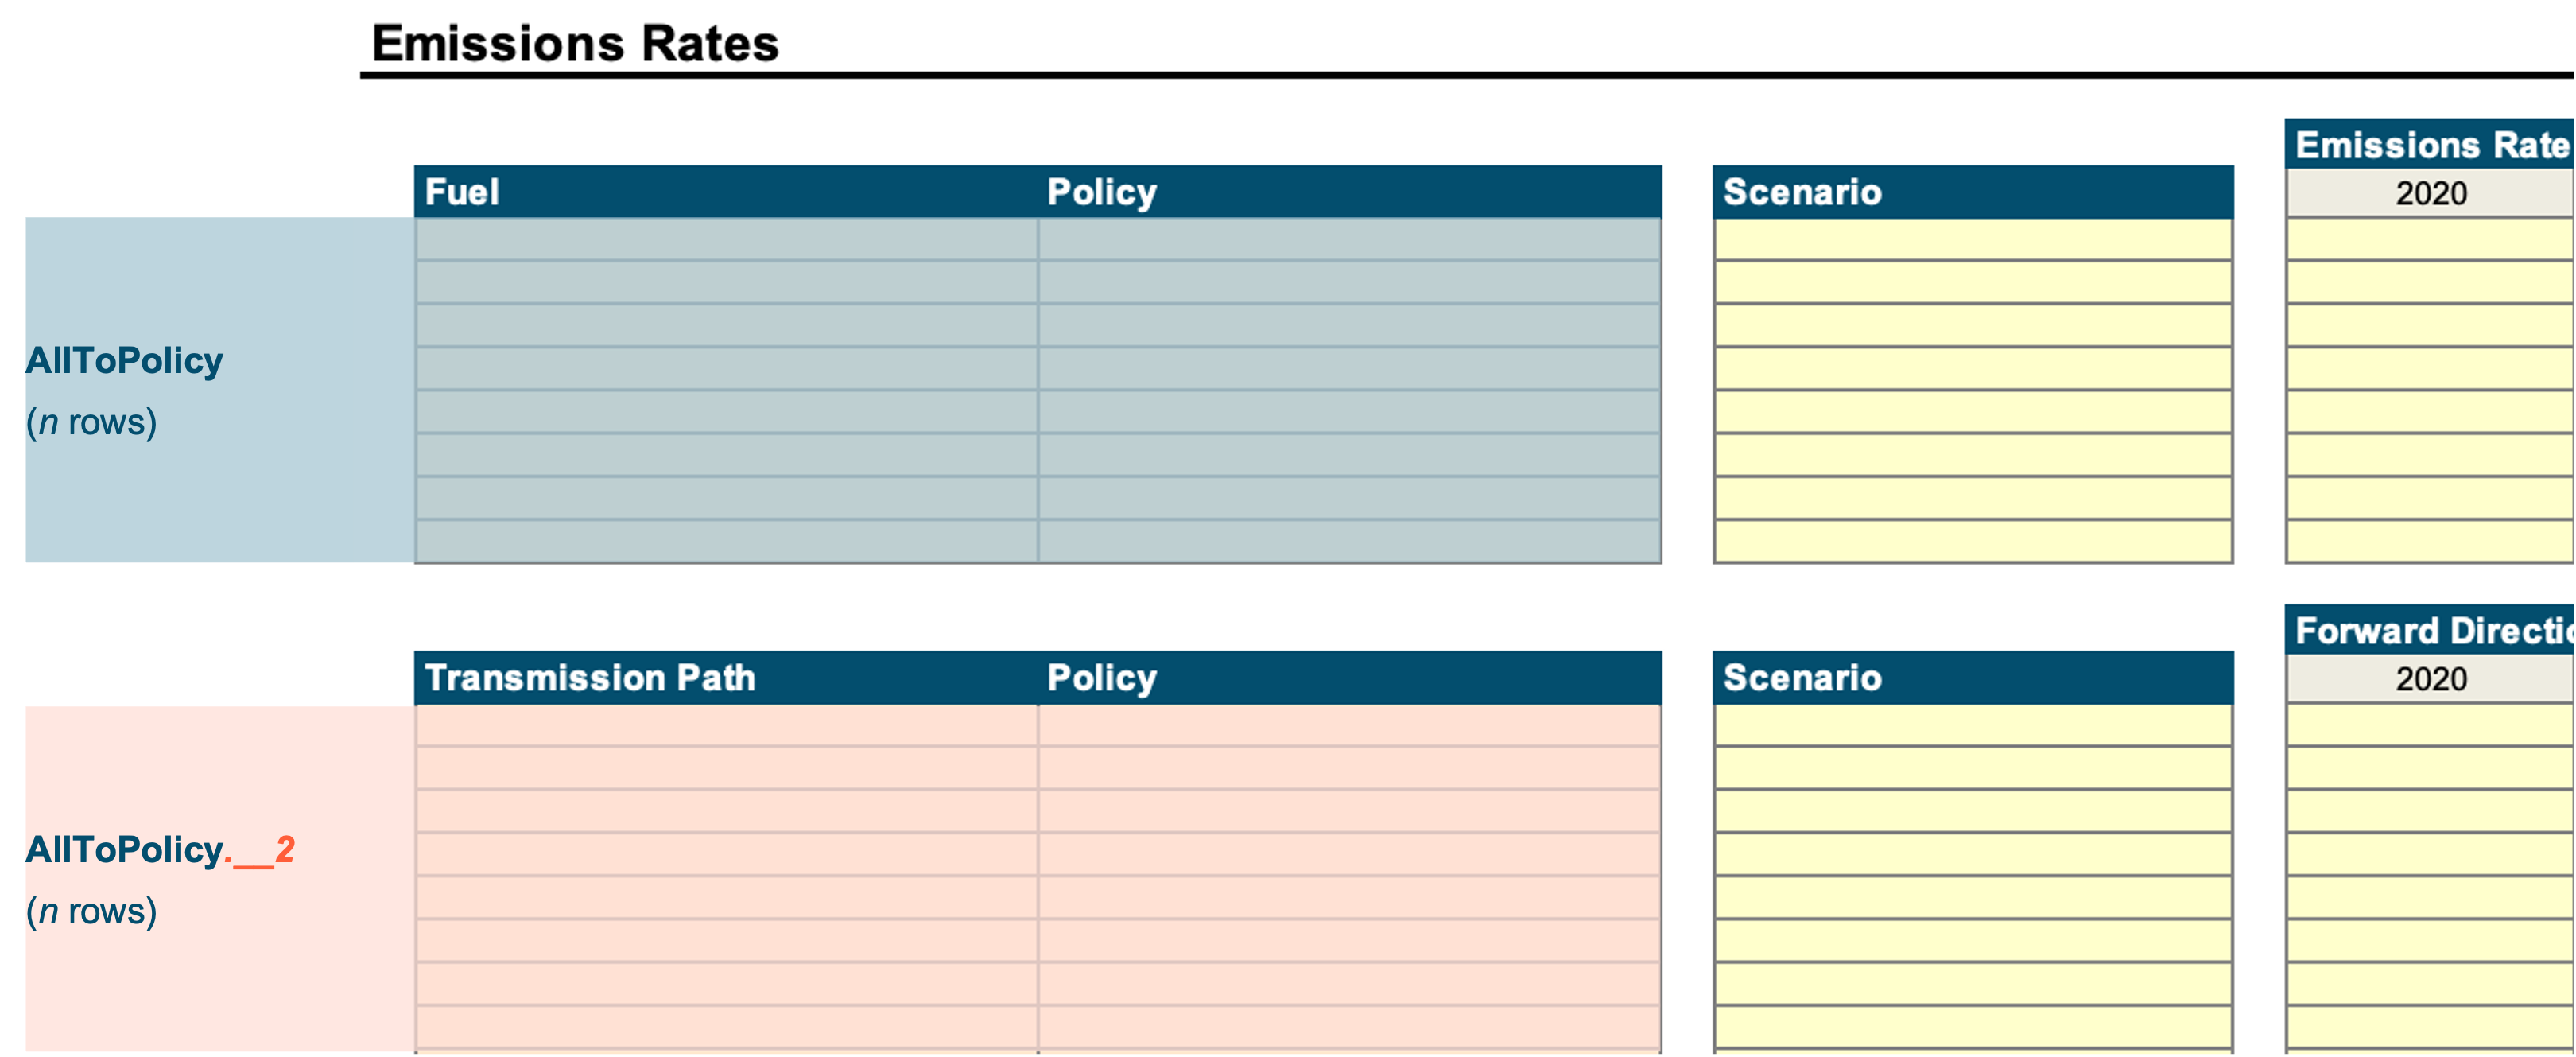 Emissions Rates
Emissions Rate
Fuel Policy Scenario 2020
AllToPolicy
(n rows)
Forward Directi
Transmission Path Policy Scenario 2020
AllToPolicy.__2
(n rows)